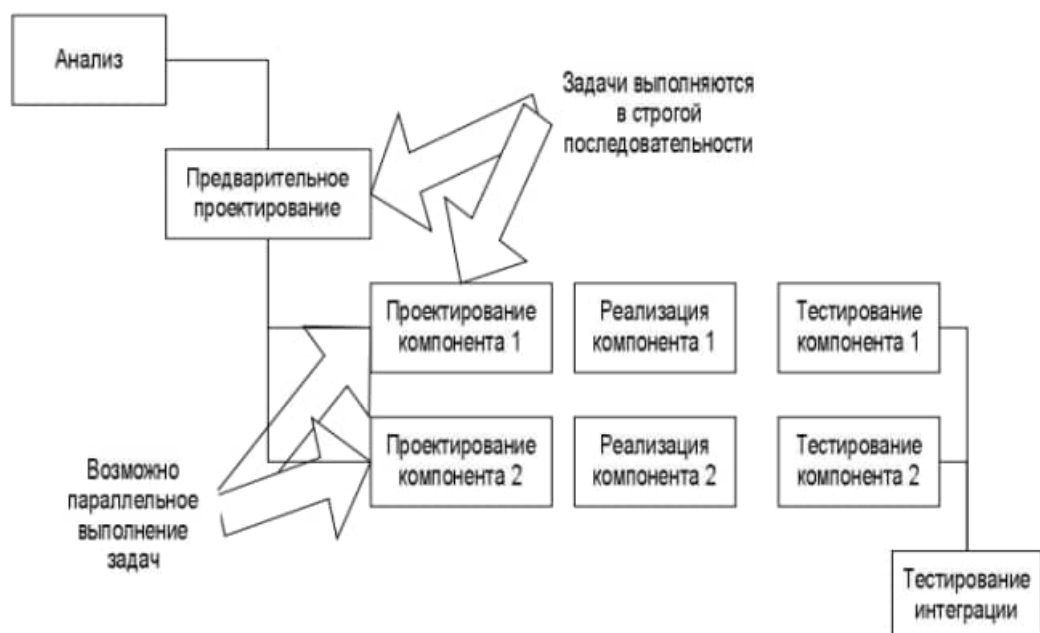 Анализ
Задачи выполняются
в строгой
последовательности
Предварительное
проектирование
Проектирование
компонента 1
Реализация
компонента 1
Тестирование
компонента 1
Проектирование
компонента 2
Реализация
компонента 2
Тестирование
компонента 2
Возможно
параллельное
выполнение
задач
Тестирование
интеграции